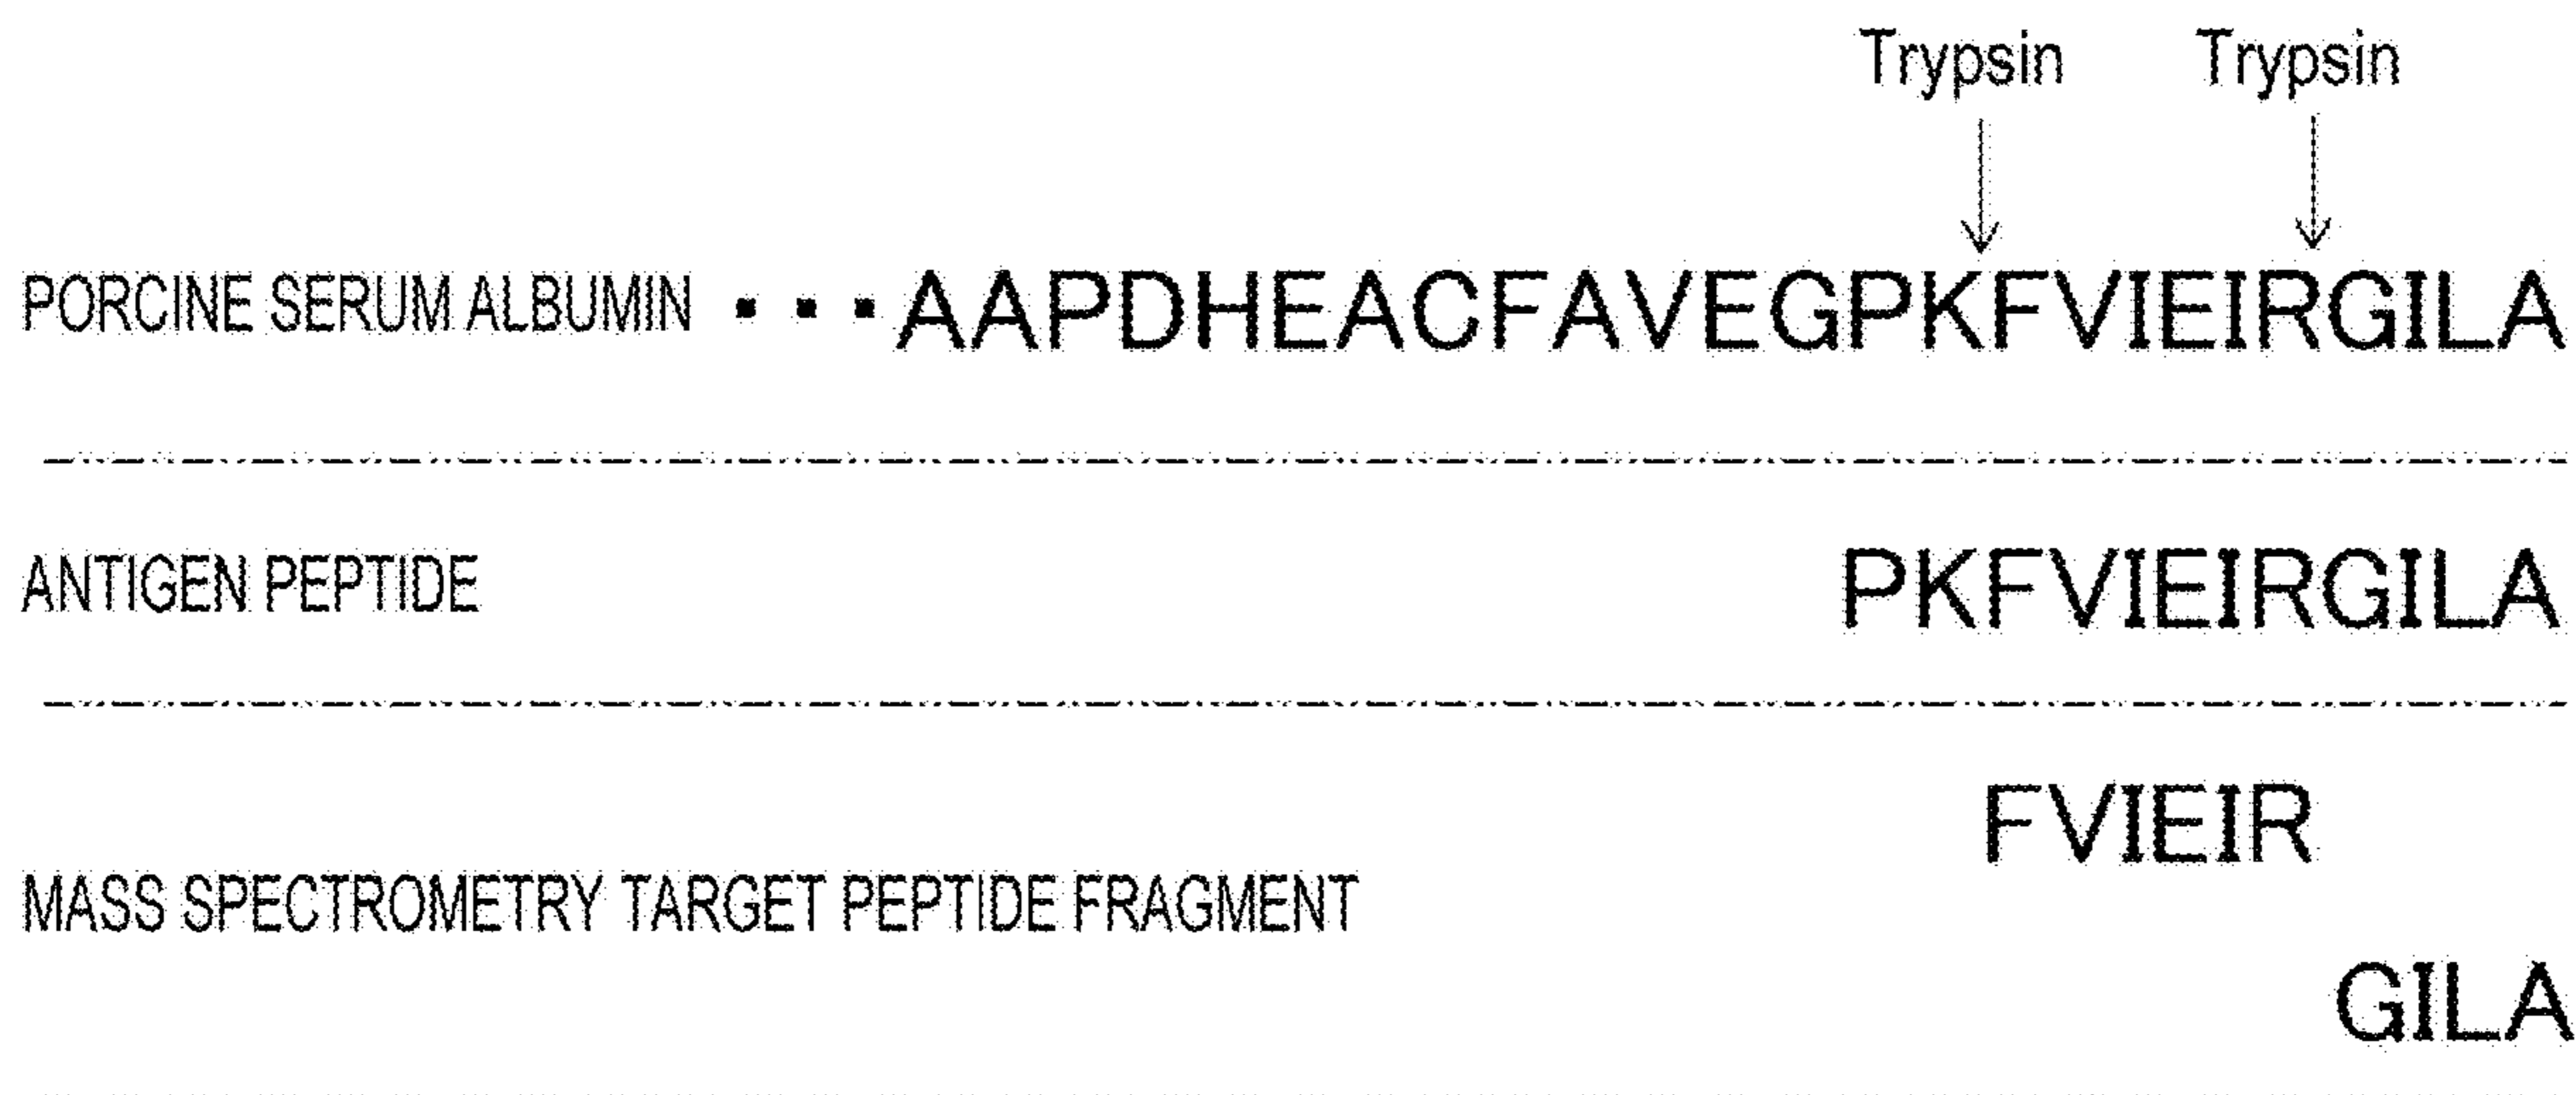 Trypsin Trypsin
PORCINE SERUM ALBUMIN ・・・AAPDHEACFAVEGPKFVIEIRGILA
ANTIGEN PEPTIDE PKFVIEIRGILA
FVIEIR
MASS SPECTROMETRY TARGET PEPTIDE FRAGMENT
GILA